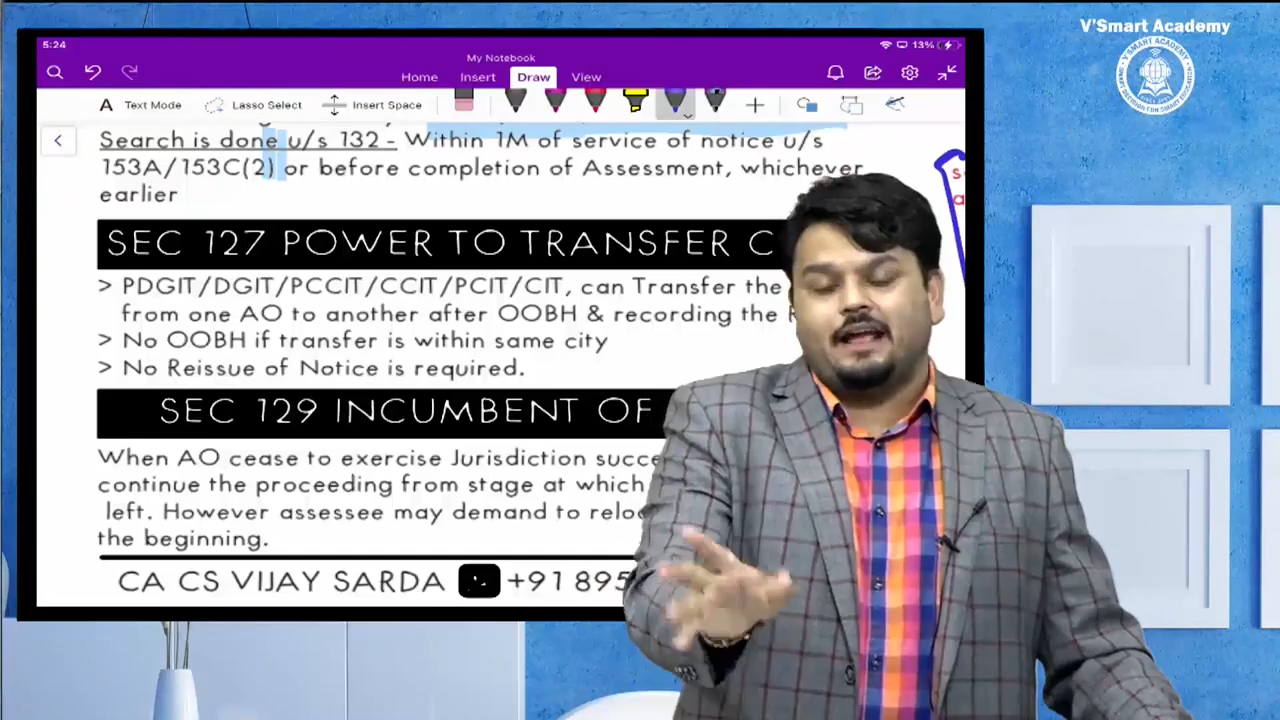 V'Smart Academy
5:24
13%
My Notebook
Home Insert Draw View
Text Mode Lasso Select Insert Space
Search is done u/s 132 - Within 1M of service of notice u/s
153A/153C(2) or before completion of Assessment, whichever
earlier
SEC 127 POWER TO TRANSFER C
> PDGIT/DGIT/PCCIT/CCIT/PCIT/CIT, can Transfer the
from one AO to another after OOBH & recording the
> No OOBH if transfer is within same city
> No Reissue of Notice is required.
SEC 129 INCUMBENT OF
When AO cease to exercise Jurisdiction succe
continue the proceeding from stage at which
left. However assessee may demand to reloc
the beginning.
CA CS VIJAY SARDA +91 895